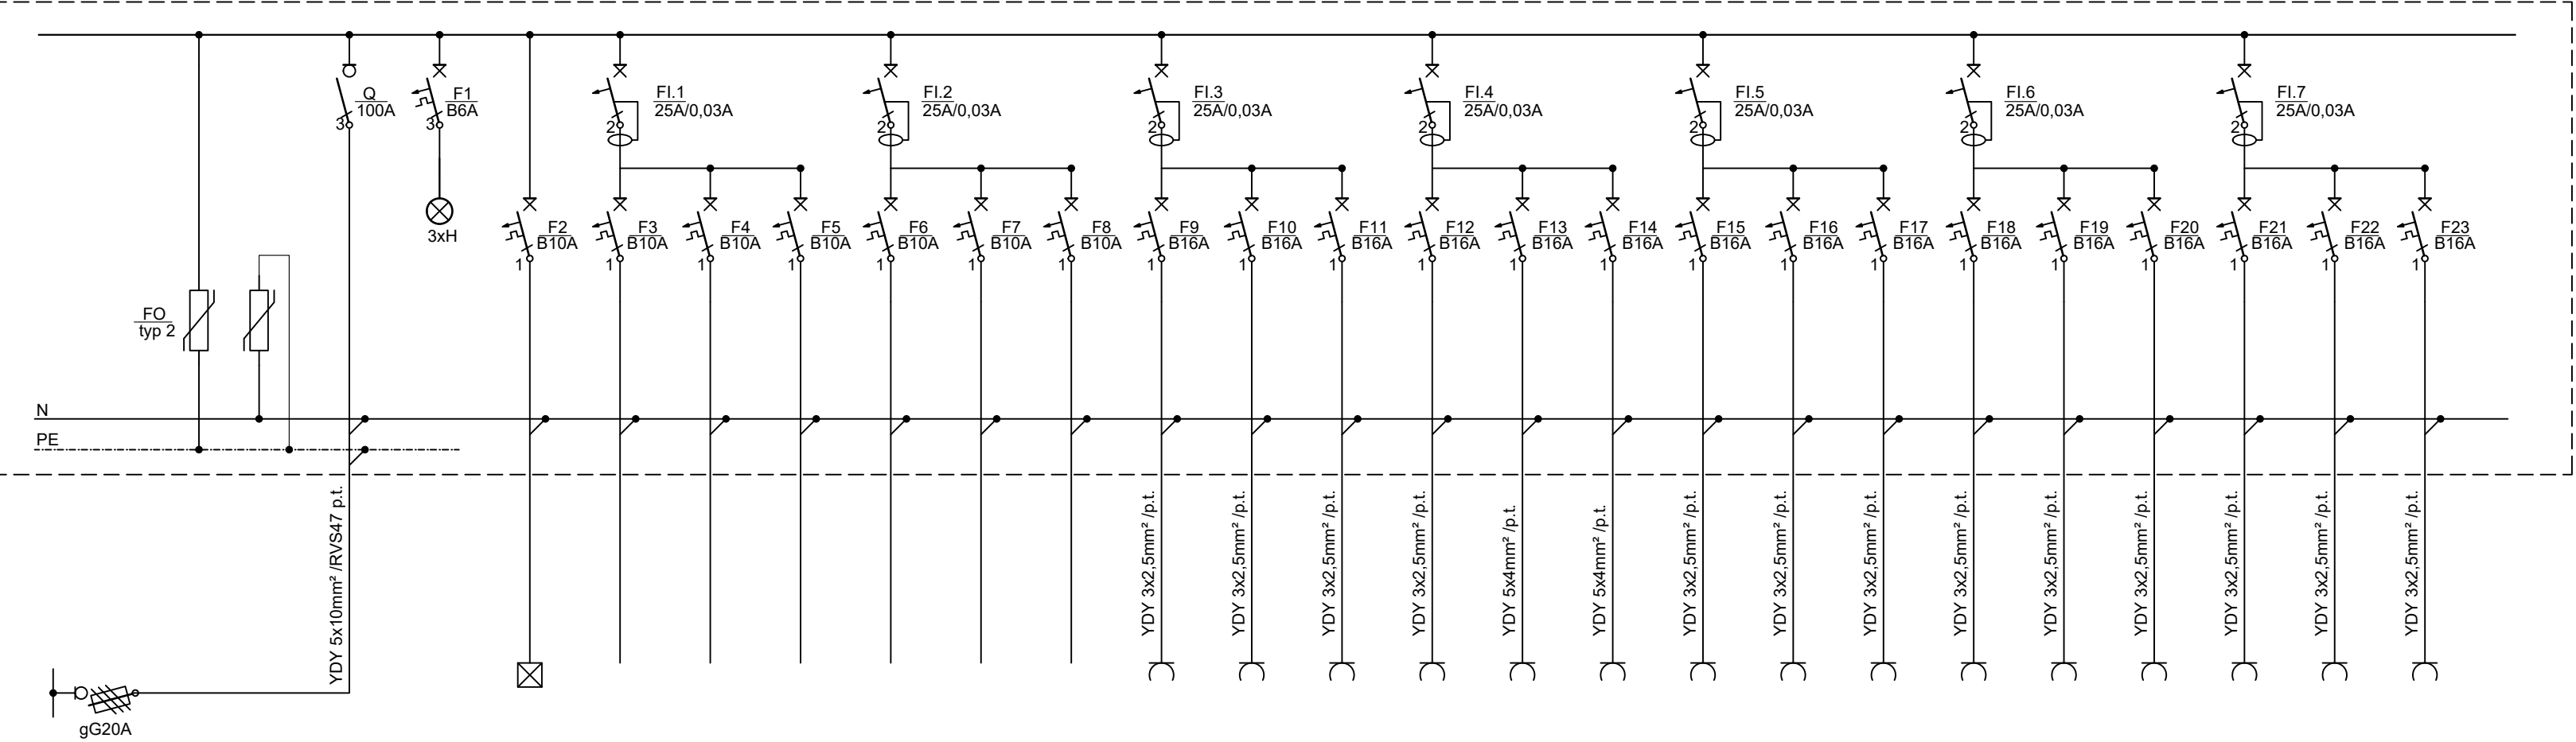 Q
100A
3
F1
B6A
3
3xH
FI.1
25A/0,03A
2
FI.2
25A/0,03A
2
FI.3
25A/0,03A
2
FI.4
25A/0,03A
2
FI.5
25A/0,03A
2
FI.6
25A/0,03A
2
FI.7
25A/0,03A
2
F2
B10A
1
F3
B10A
1
F4
B10A
1
F5
B10A
1
F6
B10A
1
F7
B10A
1
F8
B10A
1
F9
B16A
1
F10
B16A
1
F11
B16A
1
F12
B16A
1
F13
B16A
1
F14
B16A
1
F15
B16A
1
F16
B16A
1
F17
B16A
1
F18
B16A
1
F19
B16A
1
F20
B16A
1
F21
B16A
1
F22
B16A
1
F23
B16A
1
FO
typ 2
N
PE
YDY 5x10mm² /RVS47 p.t.
YDY 3x2,5mm² /p.t.
YDY 3x2,5mm² /p.t.
YDY 3x2,5mm² /p.t.
YDY 3x2,5mm² /p.t.
YDY 5x4mm² /p.t.
YDY 5x4mm² /p.t.
YDY 3x2,5mm² /p.t.
YDY 3x2,5mm² /p.t.
YDY 3x2,5mm² /p.t.
YDY 3x2,5mm² /p.t.
YDY 3x2,5mm² /p.t.
YDY 3x2,5mm² /p.t.
YDY 3x2,5mm² /p.t.
YDY 3x2,5mm² /p.t.
YDY 3x2,5mm² /p.t.
gG20A